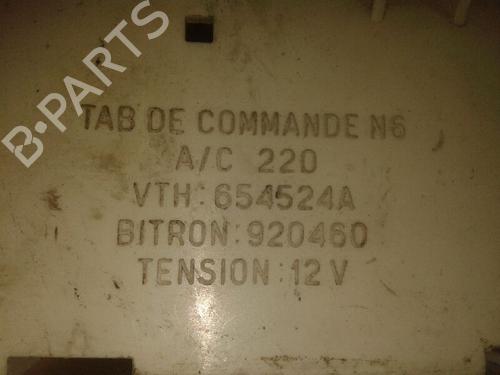 B-PARTS
TAB DE COMMANDE N6
A/C 220
VTH: 654524A
BITRON: 920460
TENSION: 12 V